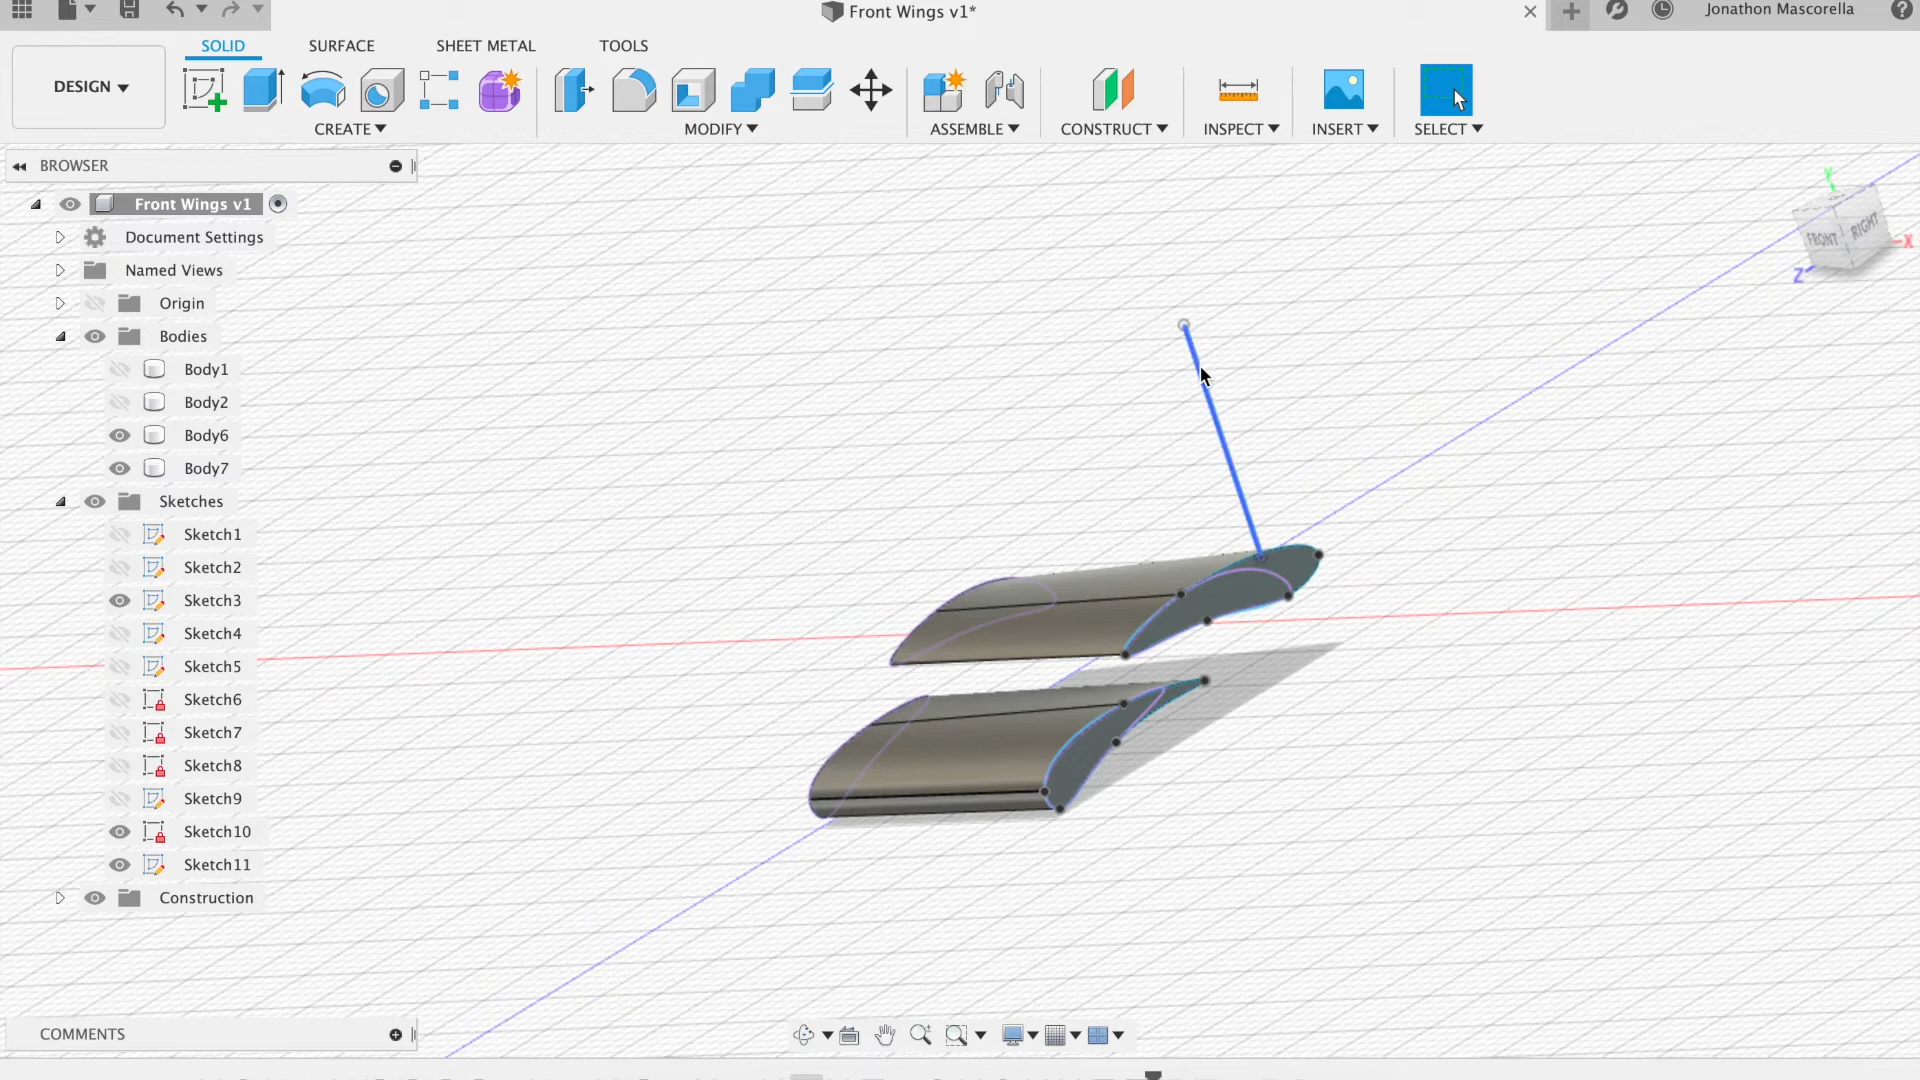 Front Wings v1*
Jonathon Mascorella
SOLID SURFACE SHEET METAL TOOLS
DESIGN
CREATE MODIFY ASSEMBLE CONSTRUCT INSPECT INSERT SELECT
BROWSER
Front Wings v1
Document Settings
Named Views
Origin
Bodies
Body1
Body2
Body6
Body7
Sketches
Sketch1
Sketch2
Sketch3
Sketch4
Sketch5
Sketch6
Sketch7
Sketch8
Sketch9
Sketch10
Sketch11
Construction
Y
FRONT RIGHT
X
Z
COMMENTS